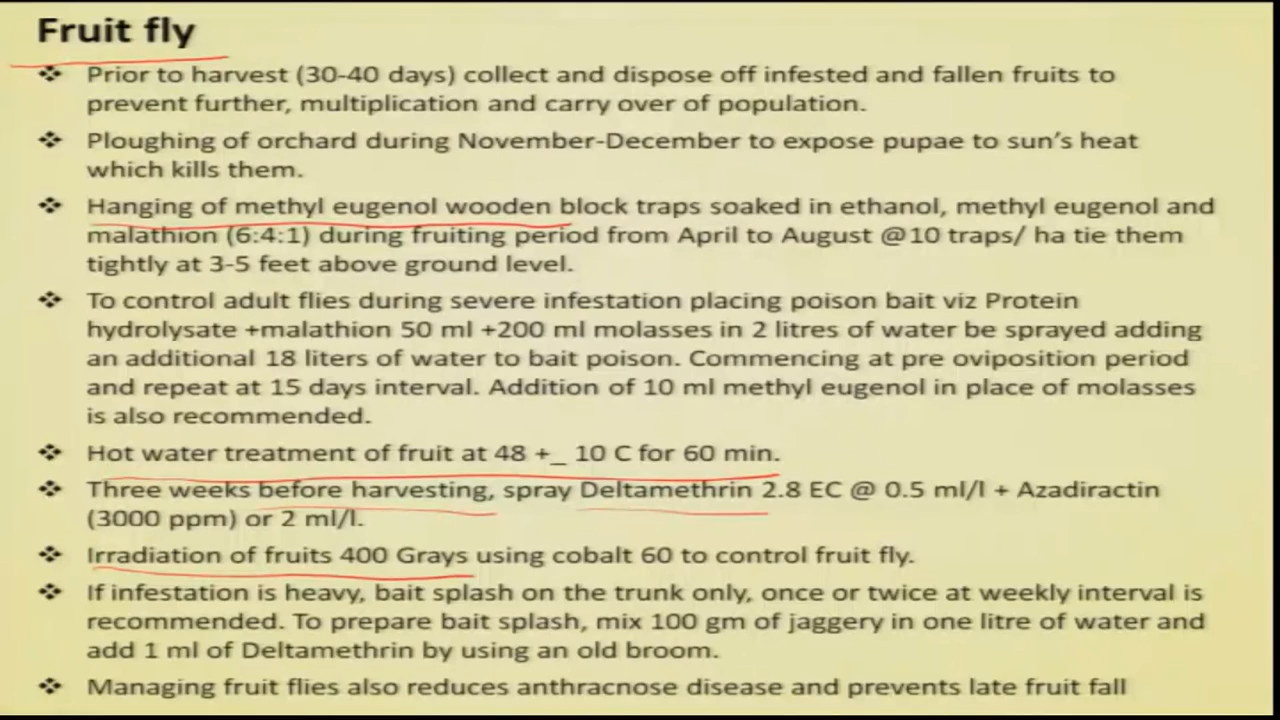 Fruit fly
❖ Prior to harvest (30-40 days) collect and dispose off infested and fallen fruits to
prevent further, multiplication and carry over of population.
❖ Ploughing of orchard during November-December to expose pupae to sun's heat
which kills them.
❖ Hanging of methyl eugenol wooden block traps soaked in ethanol, methyl eugenol and
malathion (6:4:1) during fruiting period from April to August @10 traps/ ha tie them
tightly at 3-5 feet above ground level.
❖ To control adult flies during severe infestation placing poison bait viz Protein
hydrolysate +malathion 50 ml +200 ml molasses in 2 litres of water be sprayed adding
an additional 18 liters of water to bait poison. Commencing at pre oviposition period
and repeat at 15 days interval. Addition of 10 ml methyl eugenol in place of molasses
is also recommended.
❖ Hot water treatment of fruit at 48 +_ 10 C for 60 min.
❖ Three weeks before harvesting, spray Deltamethrin 2.8 EC @ 0.5 ml/l + Azadiractin
(3000 ppm) or 2 ml/l.
❖ Irradiation of fruits 400 Grays using cobalt 60 to control fruit fly.
❖ If infestation is heavy, bait splash on the trunk only, once or twice at weekly interval is
recommended. To prepare bait splash, mix 100 gm of jaggery in one litre of water and
add 1 ml of Deltamethrin by using an old broom.
❖ Managing fruit flies also reduces anthracnose disease and prevents late fruit fall